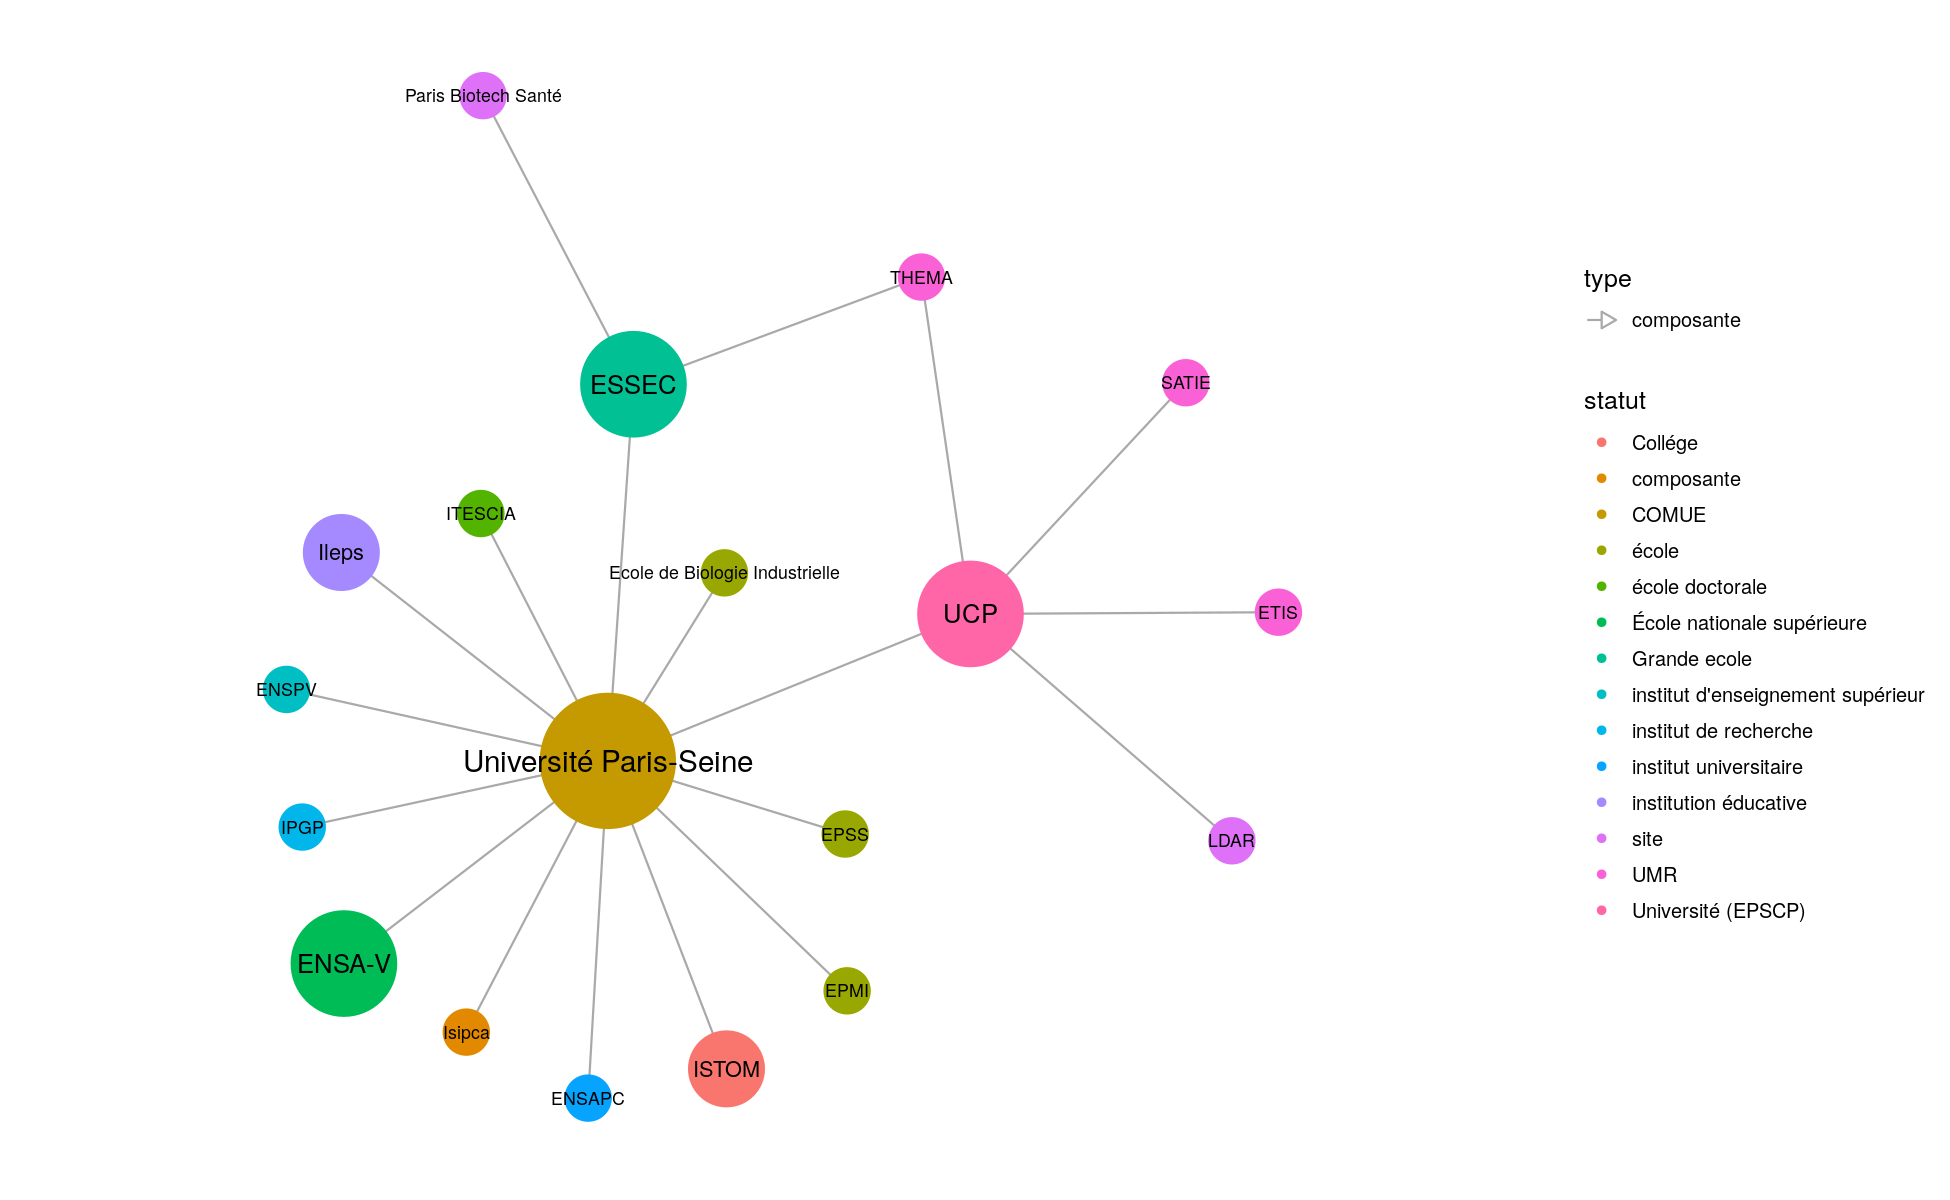 Paris Biotech Santé
THEMA
ESSEC
SATIE
ITESCIA
Ileps
Ecole de Biologie Industrielle
UCP
ETIS
ENSPV
Université Paris-Seine
IPGP
EPSS
LDAR
ENSA-V
EPMI
Isipca
ISTOM
ENSAPC
type
composante
statut
Collége
composante
COMUE
école
école doctorale
École nationale supérieure
Grande ecole
institut d'enseignement supérieur
institut de recherche
institut universitaire
institution éducative
site
UMR
Université (EPSCP)